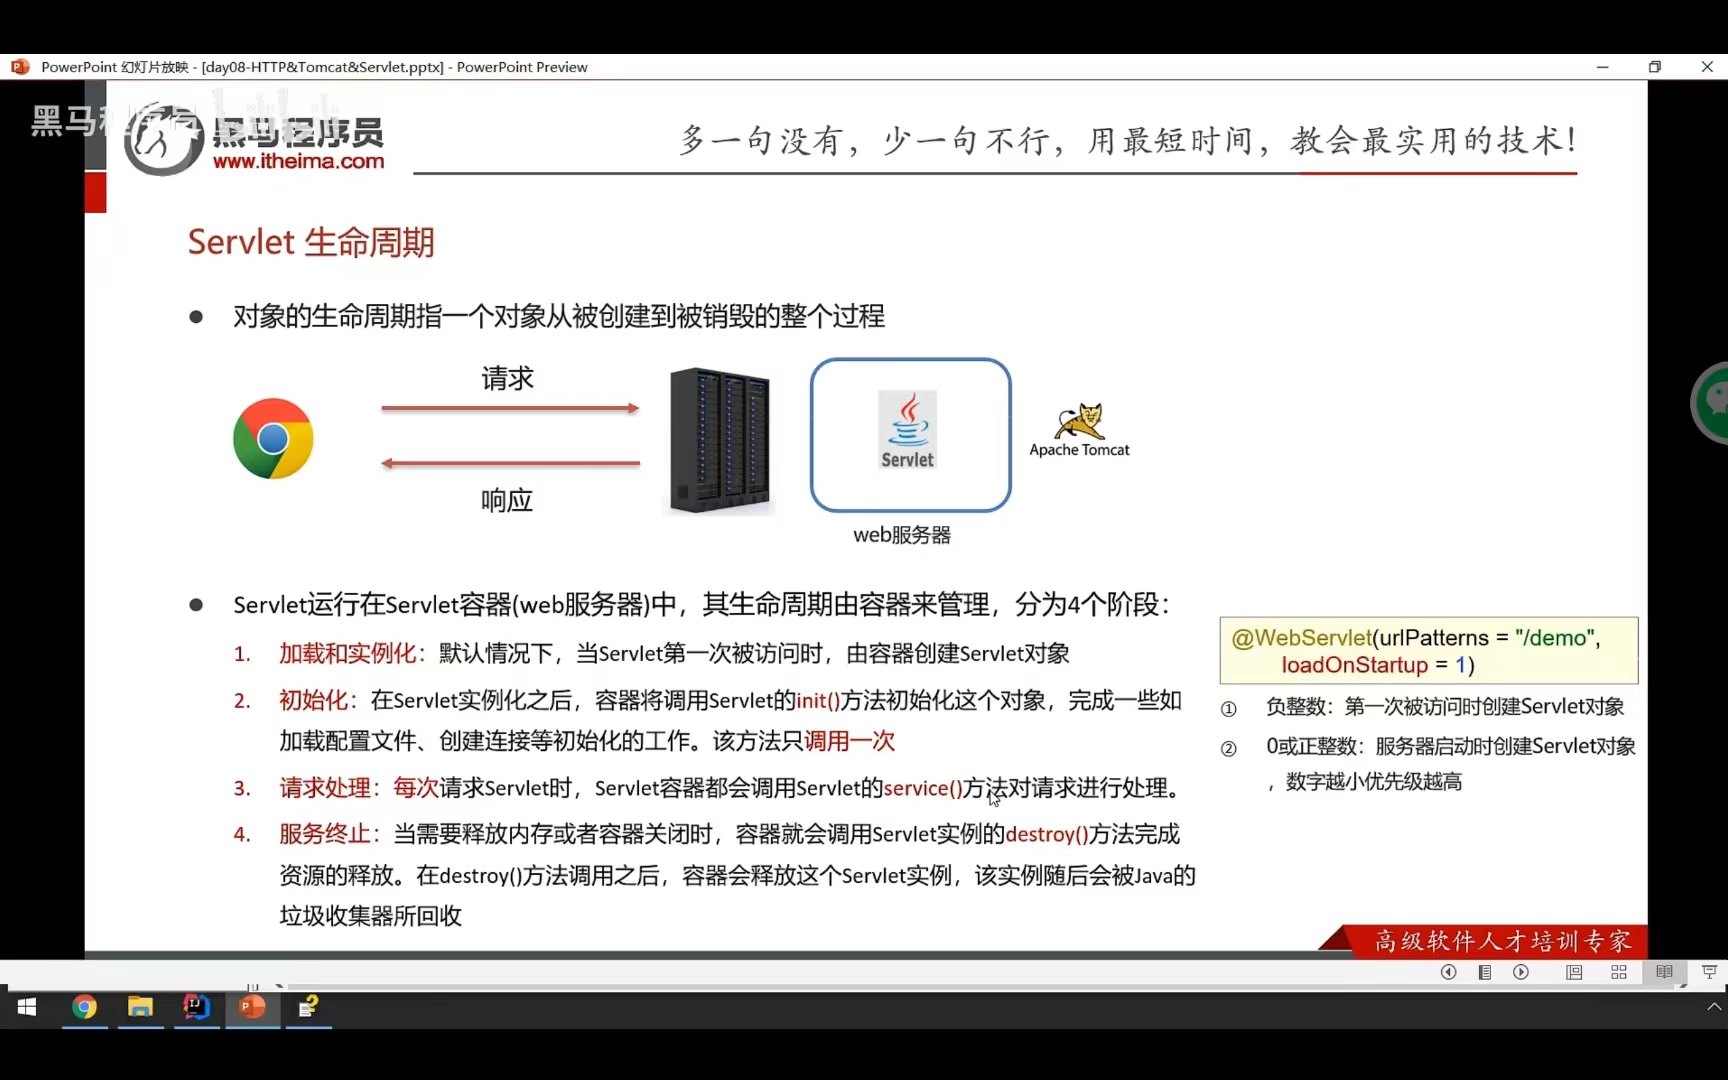 PowerPoint 幻灯片放映 - [day08-HTTP&Tomcat&Servlet.pptx] - PowerPoint Preview
黑马程序员
www.itheima.com
多一句没有，少一句不行，用最短时间，教会最实用的技术！
Servlet 生命周期
● 对象的生命周期指一个对象从被创建到被销毁的整个过程
请求
响应
Servlet
web服务器
Apache Tomcat
● Servlet运行在Servlet容器(web服务器)中，其生命周期由容器来管理，分为4个阶段：
1. 加载和实例化：默认情况下，当Servlet第一次被访问时，由容器创建Servlet对象
2. 初始化：在Servlet实例化之后，容器将调用Servlet的init()方法初始化这个对象，完成一些如
加载配置文件、创建连接等初始化的工作。该方法只调用一次
3. 请求处理：每次请求Servlet时，Servlet容器都会调用Servlet的service()方法对请求进行处理。
4. 服务终止：当需要释放内存或者容器关闭时，容器就会调用Servlet实例的destroy()方法完成
资源的释放。在destroy()方法调用之后，容器会释放这个Servlet实例，该实例随后会被Java的
垃圾收集器所回收
@WebServlet(urlPatterns = "/demo",
loadOnStartup = 1)
① 负整数：第一次被访问时创建Servlet对象
② 0或正整数：服务器启动时创建Servlet对象
，数字越小优先级越高
高级软件人才培训专家